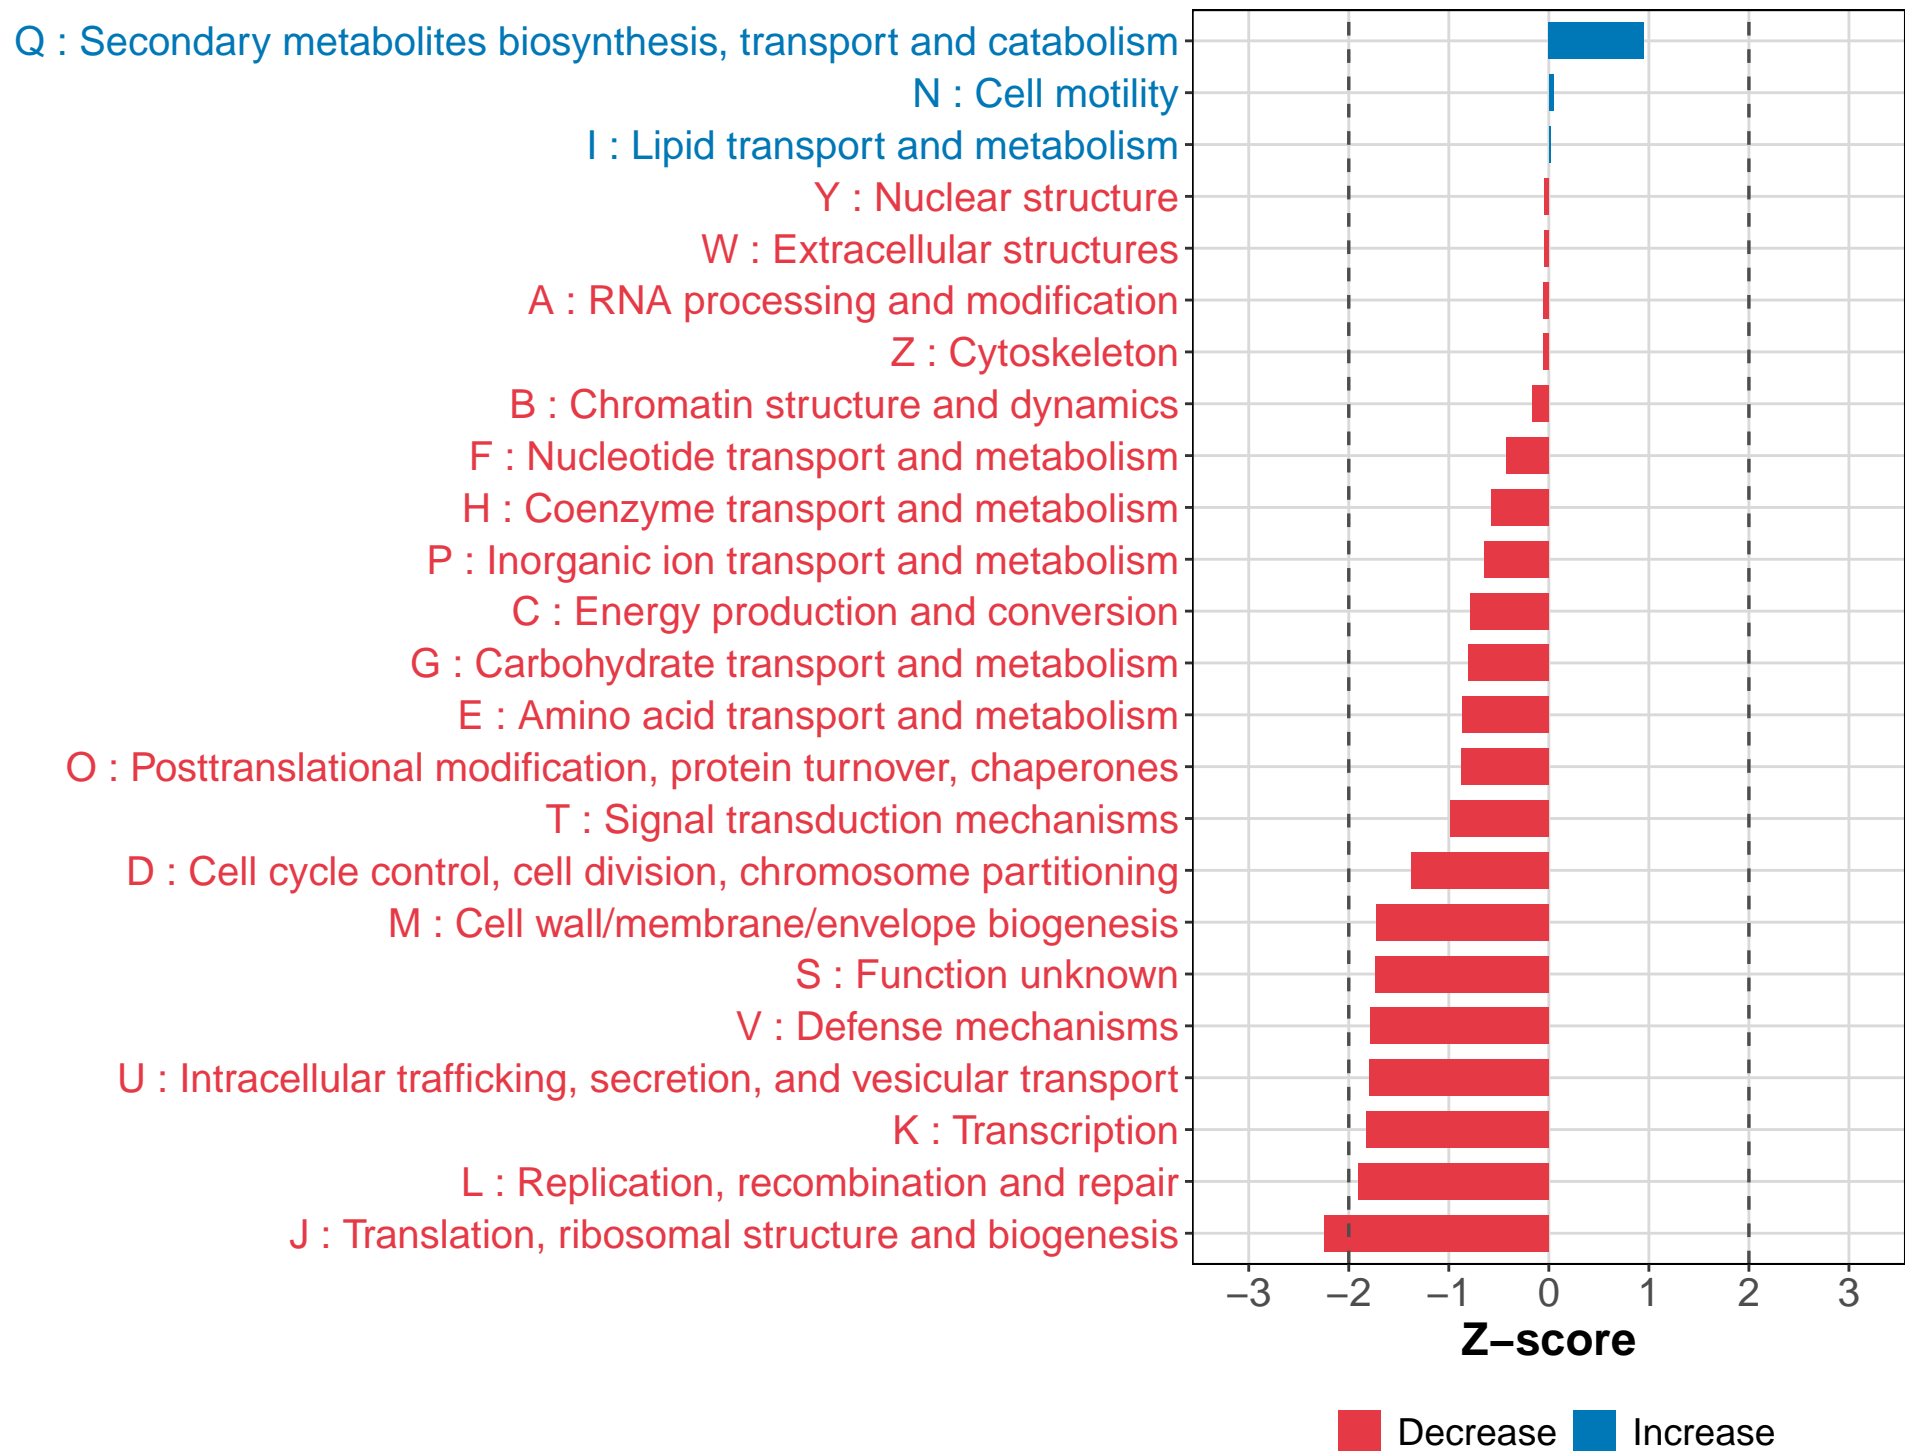 Q : Secondary metabolites biosynthesis, transport and catabolism
N : Cell motility
I : Lipid transport and metabolism
Y : Nuclear structure
W : Extracellular structures
A : RNA processing and modification
Z : Cytoskeleton
B : Chromatin structure and dynamics
F : Nucleotide transport and metabolism
H : Coenzyme transport and metabolism
P : Inorganic ion transport and metabolism
C : Energy production and conversion
G : Carbohydrate transport and metabolism
E : Amino acid transport and metabolism
O : Posttranslational modification, protein turnover, chaperones
T : Signal transduction mechanisms
D : Cell cycle control, cell division, chromosome partitioning
M : Cell wall/membrane/envelope biogenesis
S : Function unknown
V : Defense mechanisms
U : Intracellular trafficking, secretion, and vesicular transport
K : Transcription
L : Replication, recombination and repair
J : Translation, ribosomal structure and biogenesis
−3 −2 −1 0 1 2 3
Z−score
Decrease Increase